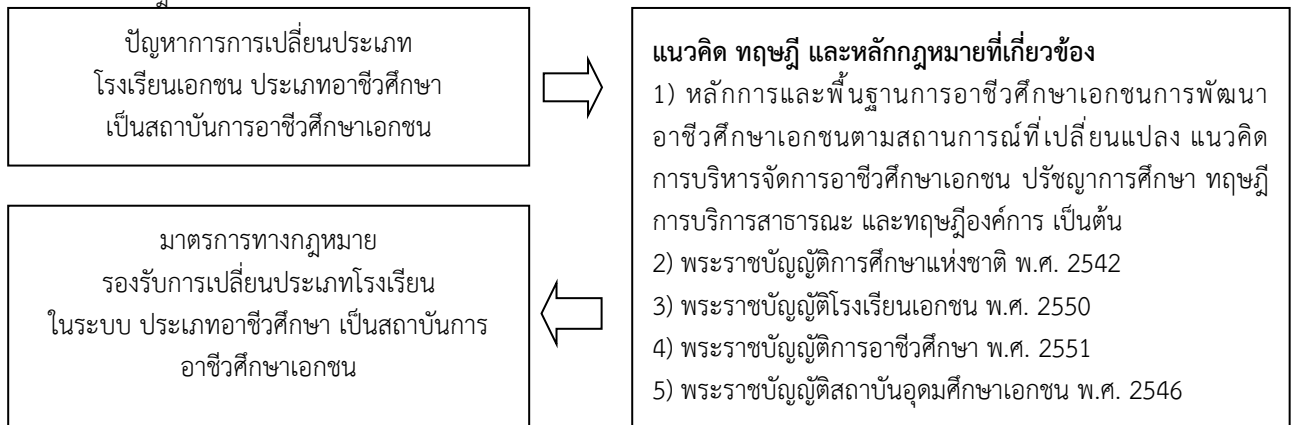 ปัญหาการการเปลี่ยนประเภท
โรงเรียนเอกชน ประเภทอาชีวศึกษา
เป็นสถาบันการอาชีวศึกษาเอกชน
แนวคิด ทฤษฎี และหลักกฎหมายที่เกี่ยวข้อง
1) หลักการและพื้นฐานการอาชีวศึกษาเอกชนการพัฒนา
อาชีวศึกษาเอกชนตามสถานการณ์ที่เปลี่ยนแปลง แนวคิด
การบริหารจัดการอาชีวศึกษาเอกชน ปรัชญาการศึกษา ทฤษฎี
การบริการสาธารณะ และทฤษฎีองค์การ เป็นต้น
2) พระราชบัญญัติการศึกษาแห่งชาติ พ.ศ. 2542
3) พระราชบัญญัติโรงเรียนเอกชน พ.ศ. 2550
4) พระราชบัญญัติการอาชีวศึกษา พ.ศ. 2551
5) พระราชบัญญัติสถาบันอุดมศึกษาเอกชน พ.ศ. 2546
มาตรการทางกฎหมาย
รองรับการเปลี่ยนประเภทโรงเรียน
ในระบบ ประเภทอาชีวศึกษา เป็นสถาบันการ
อาชีวศึกษาเอกชน